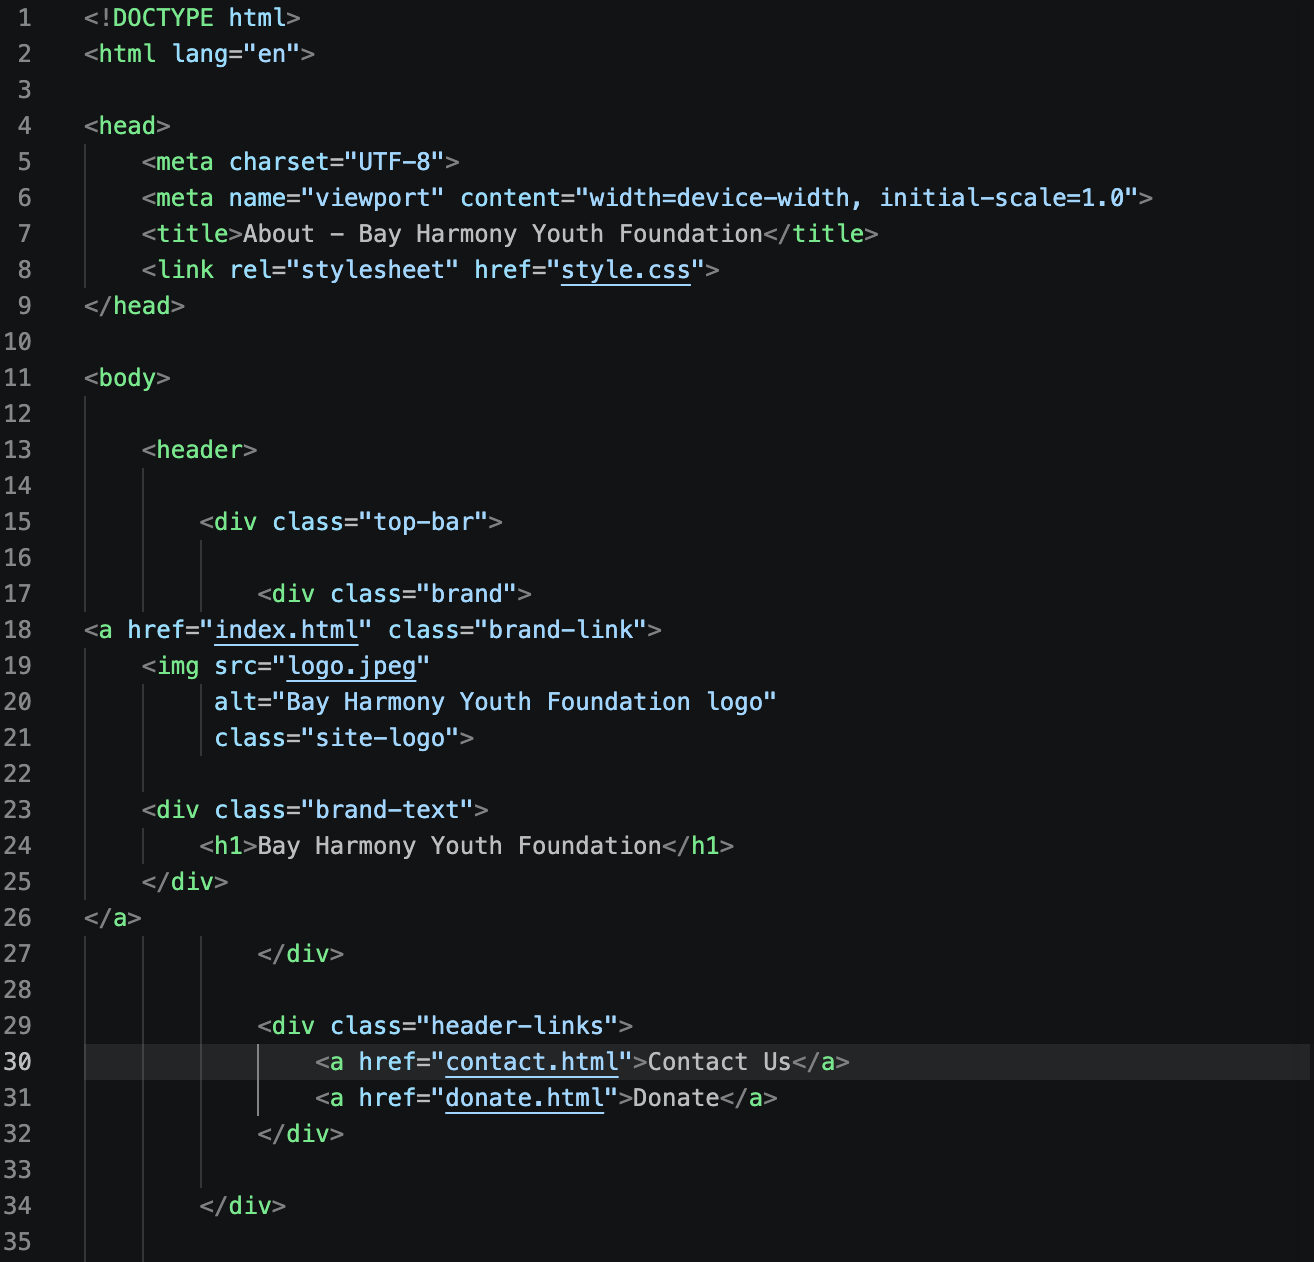 1 <!DOCTYPE html>
2 <html lang="en">
3
4 <head>
5     <meta charset="UTF-8">
6     <meta name="viewport" content="width=device-width, initial-scale=1.0">
7     <title>About – Bay Harmony Youth Foundation</title>
8     <link rel="stylesheet" href="style.css">
9 </head>
10
11 <body>
12
13     <header>
14
15         <div class="top-bar">
16
17             <div class="brand">
18 <a href="index.html" class="brand-link">
19     <img src="logo.jpeg"
20          alt="Bay Harmony Youth Foundation logo"
21          class="site-logo">
22
23     <div class="brand-text">
24         <h1>Bay Harmony Youth Foundation</h1>
25     </div>
26 </a>
27             </div>
28
29             <div class="header-links">
30                 <a href="contact.html">Contact Us</a>
31                 <a href="donate.html">Donate</a>
32             </div>
33
34         </div>
35